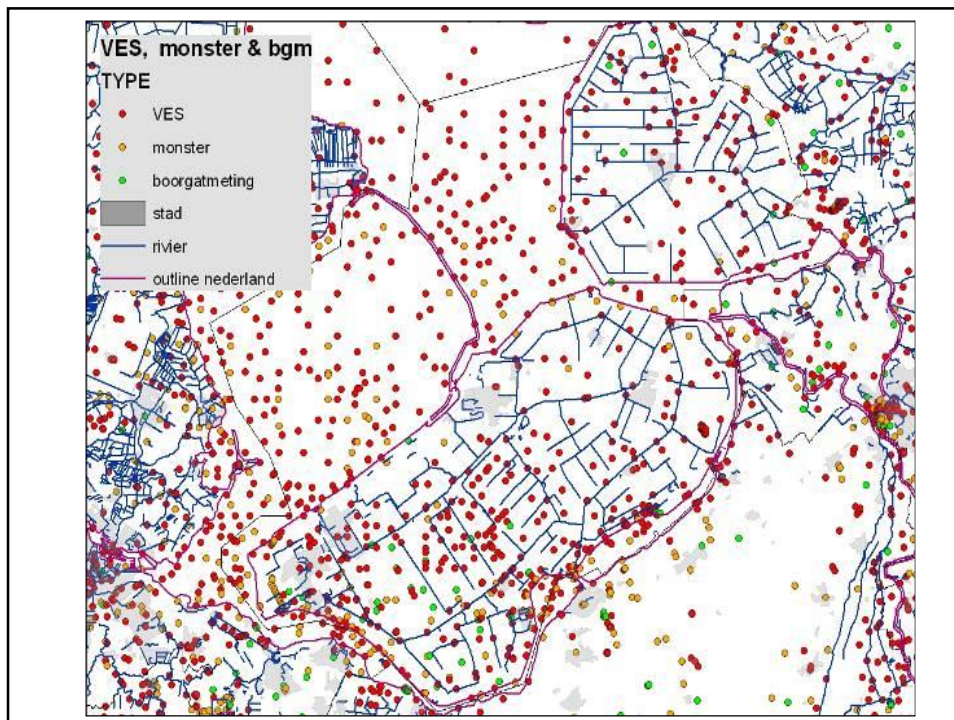 VES, monster & bgm
TYPE
VES
monster
boorgatmeting
stad
rivier
outline nederland